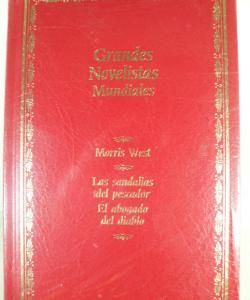 Grandes
Novelistas
Mundiales
Morris West
Las sandalias
del pescador
El abogado
del diablo